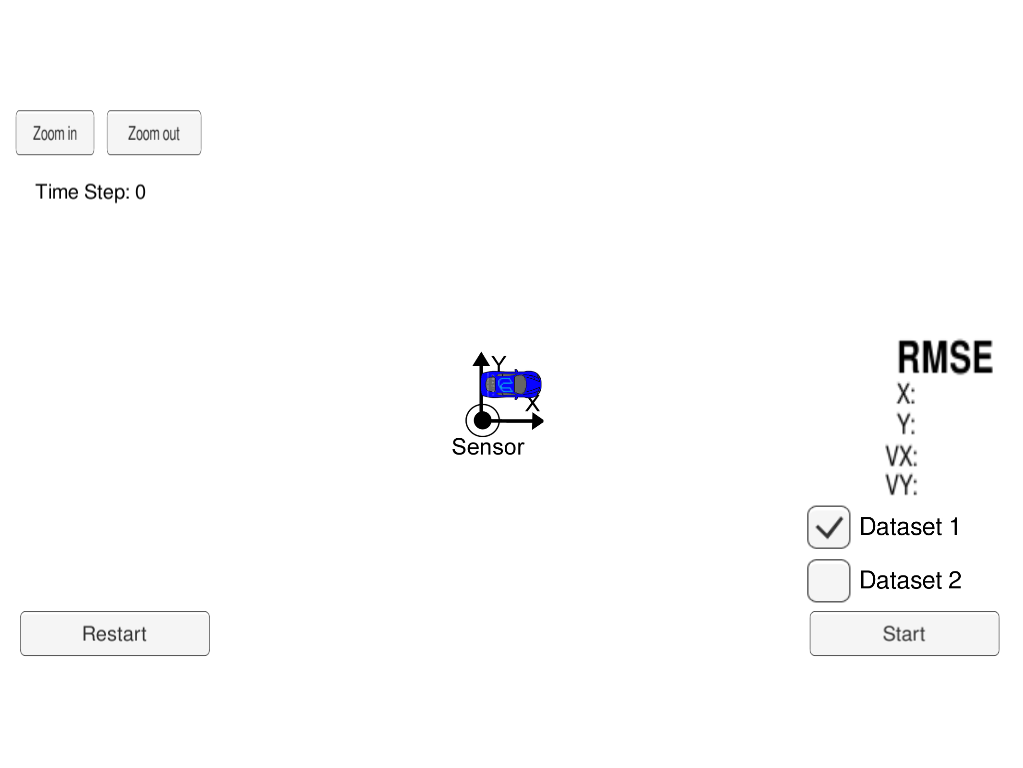 Zoom in
Zoom out
Time Step: 0
Y
X
Sensor
RMSE
X:
Y:
VX:
VY:
Dataset 1
Dataset 2
Restart
Start